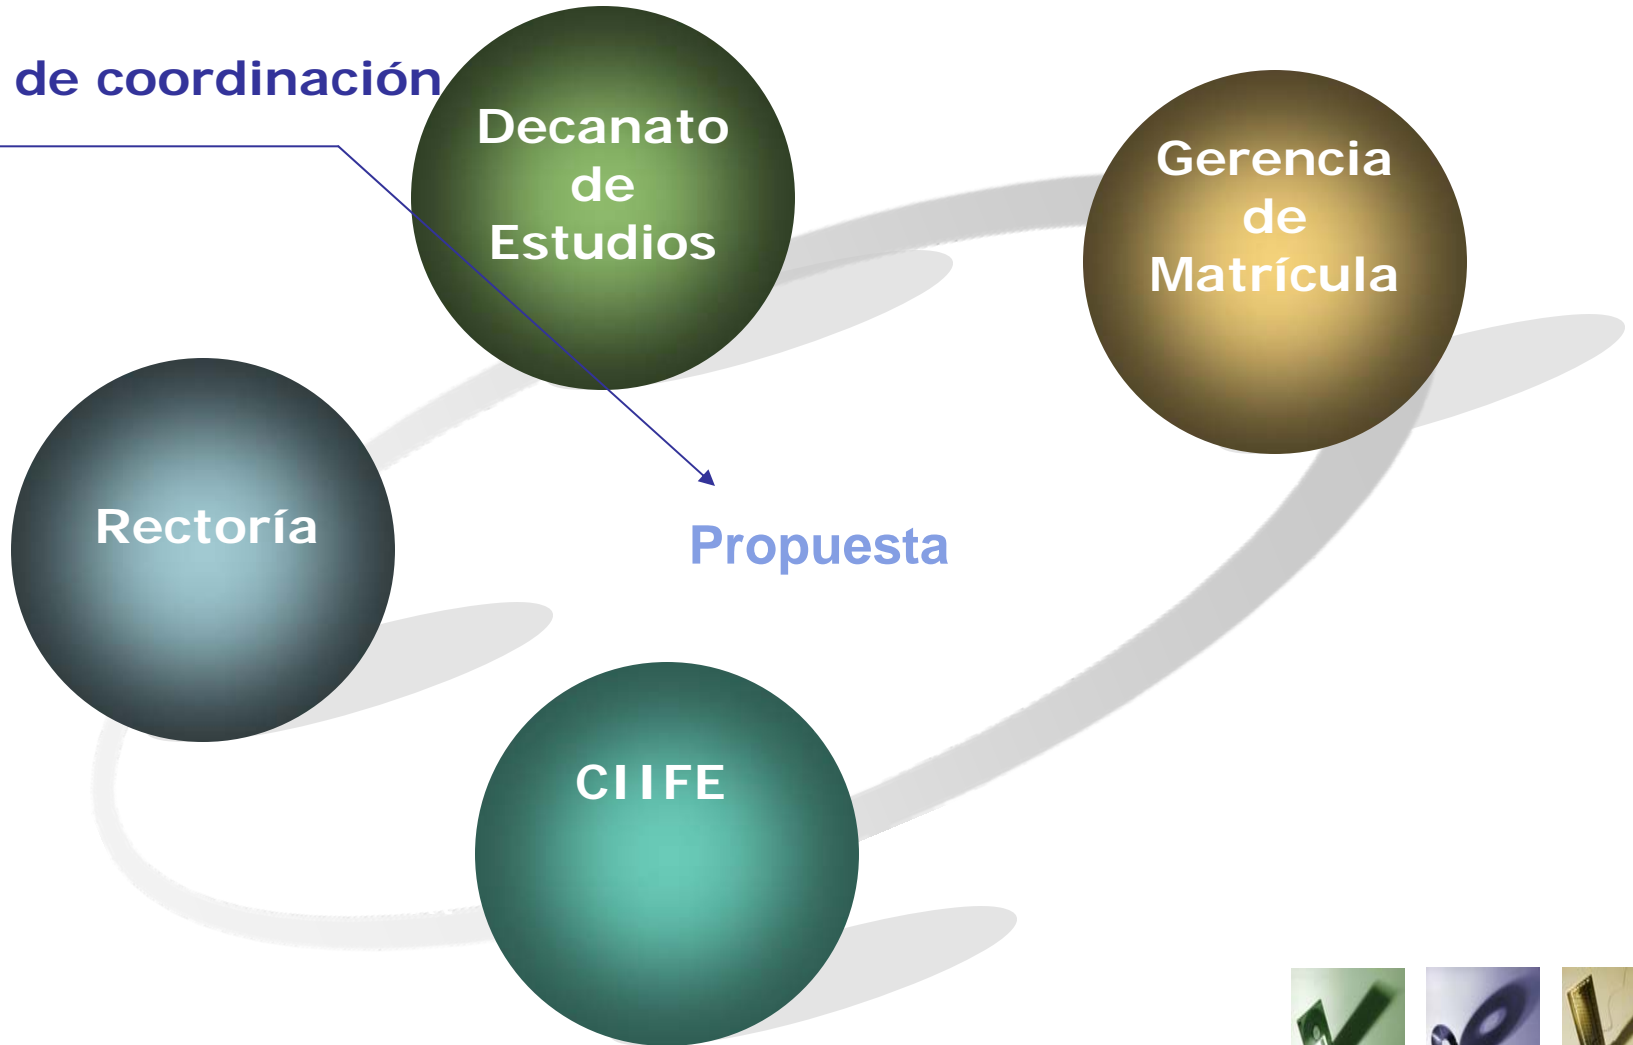 de coordinación
Decanato
de
Estudios
Gerencia
de
Matrícula
Rectoría
Propuesta
CIIFE